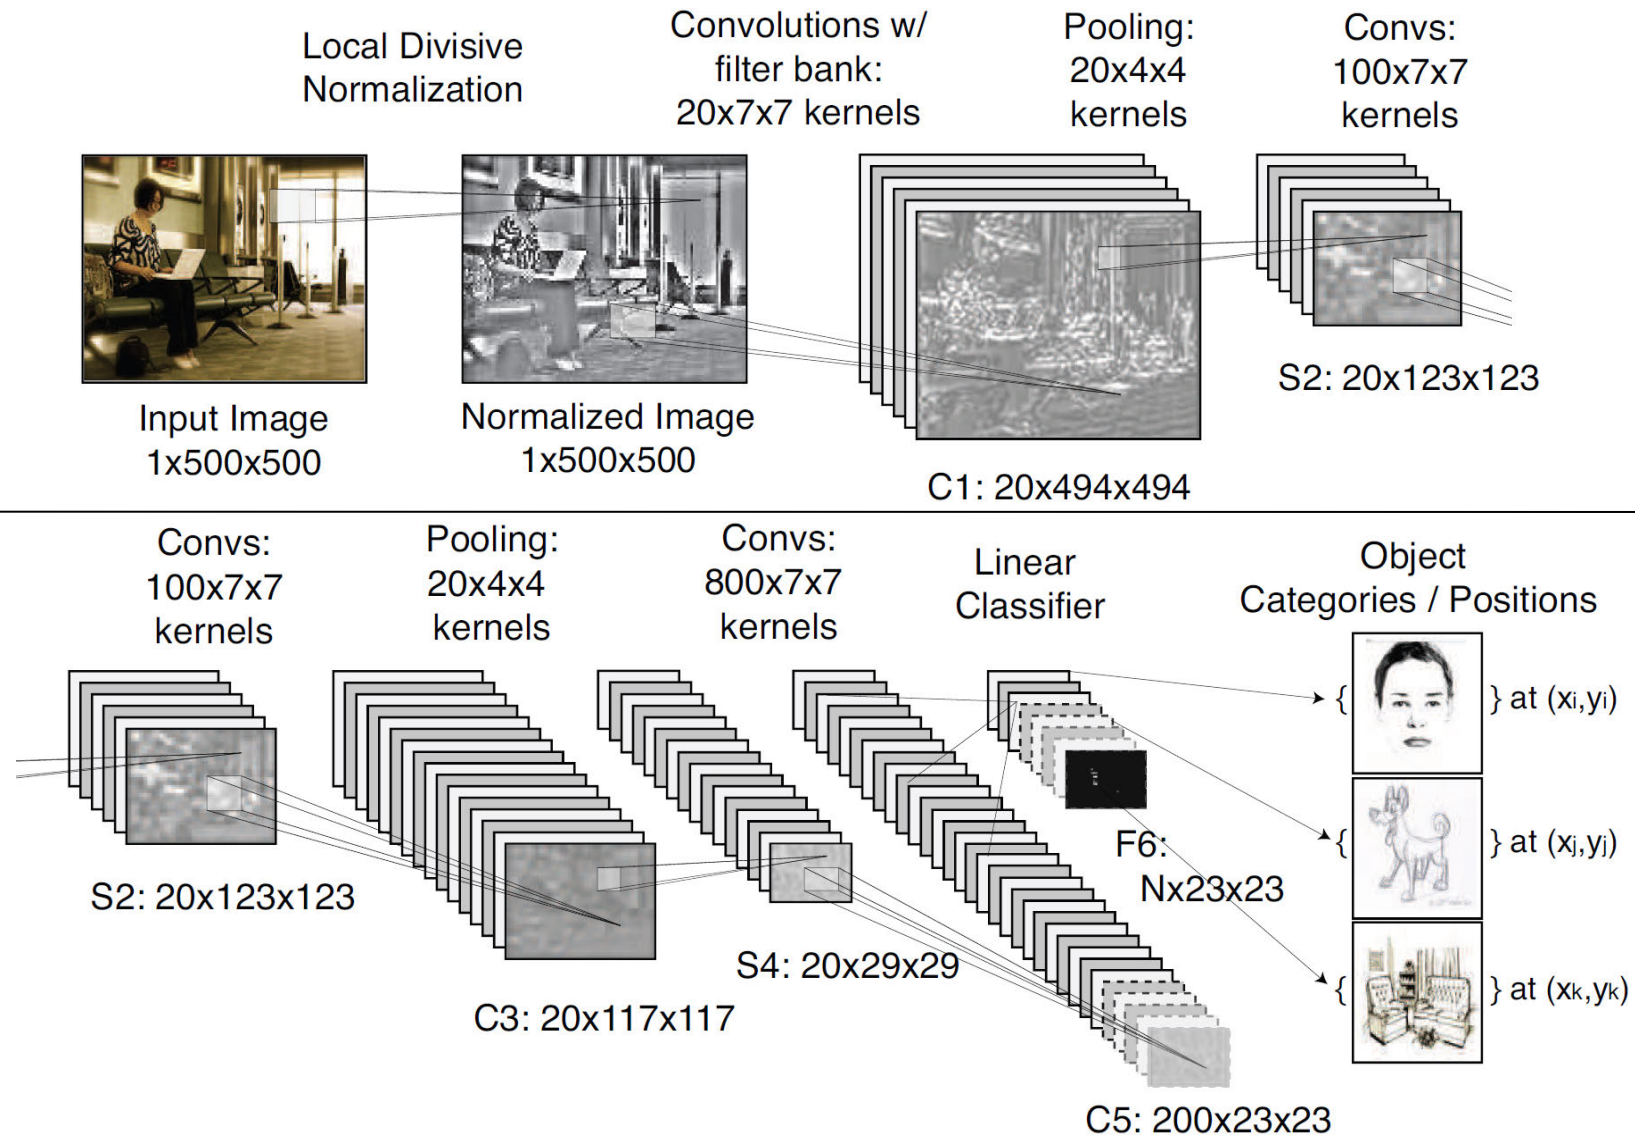 Local Divisive
Normalization
Convolutions w/
filter bank:
20x7x7 kernels
Pooling:
20x4x4
kernels
Convs:
100x7x7
kernels
Input Image
1x500x500
Normalized Image
1x500x500
C1: 20x494x494
S2: 20x123x123
Convs:
100x7x7
kernels
Pooling:
20x4x4
kernels
Convs:
800x7x7
kernels
Linear
Classifier
Object
Categories / Positions
{ } at (xi,yi)
{ } at (xj,yj)
{ } at (xk,yk)
S2: 20x123x123
C3: 20x117x117
S4: 20x29x29
F6:
Nx23x23
C5: 200x23x23